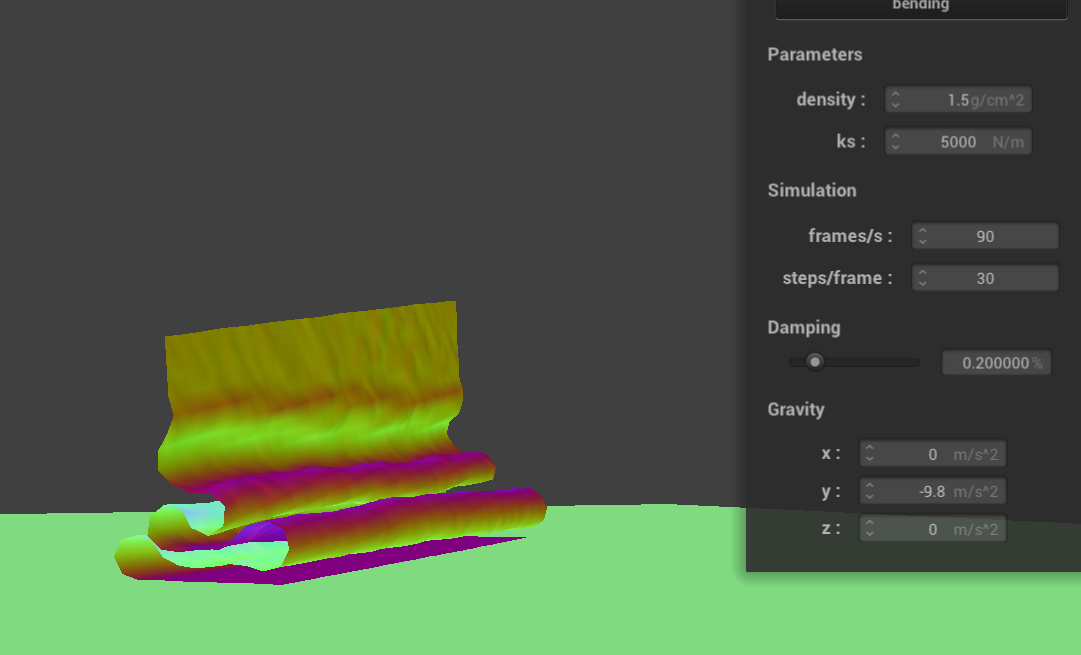 bending
Parameters
density : 1.5 g/cm^2
ks : 5000 N/m
Simulation
frames/s : 90
steps/frame : 30
Damping
0.200000 %
Gravity
x : 0 m/s^2
y : -9.8 m/s^2
z : 0 m/s^2